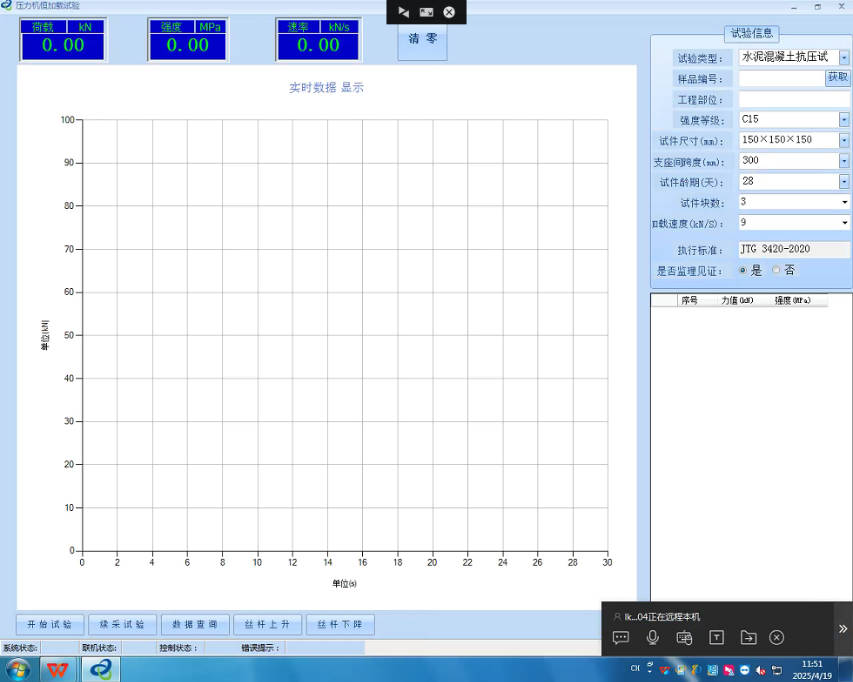 压力机恒加载试验
荷载 kN
0.00
强度 MPa
0.00
速率 kN/s
0.00
清 零
试验信息
试验类型：
水泥混凝土抗压试
样品编号：
获取
工程部位：
强度等级：
C15
试件尺寸(mm)：
150×150×150
支座间跨度(mm)：
300
试件龄期(天)：
28
试件块数：
3
载速度(kN/S)：
9
执行标准：
JTG 3420-2020
是否监理见证：
是
否
序号 力值(kN) 强度(MPa)
实时数据 显示
100
90
80
70
60
50
40
30
20
10
0
单位(kN)
0 2 4 6 8 10 12 14 16 18 20 22 24 26 28 30
单位(s)
开 始 试 验
续 采 试 验
数 据 查 询
丝 杆 上 升
丝 杆 下 降
lk...04正在远程本机
系统状态:
联机状态:
控制状态：
错误提示：
CH
11:51
2025/4/19